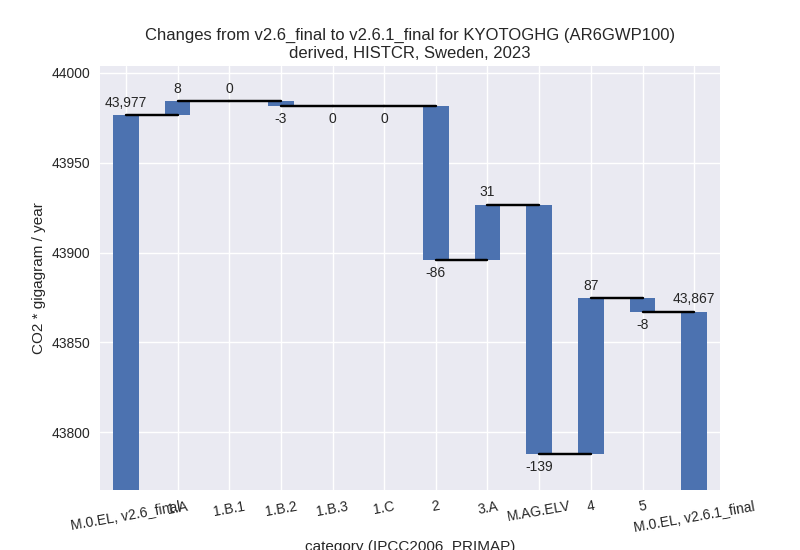 Changes from v2.6_final to v2.6.1_final for KYOTOGHG (AR6GWP100)
derived, HISTCR, Sweden, 2023
CO2 * gigagram / year
44000
43950
43900
43850
43800
43,977
8
0
-3
0
0
-86
31
-139
87
-8
43,867
M.0.EL, v2.6_final
1.A
1.B.1
1.B.2
1.B.3
1.C
2
3.A
M.AG.ELV
4
5
M.0.EL, v2.6.1_final
category (IPCC2006_PRIMAP)